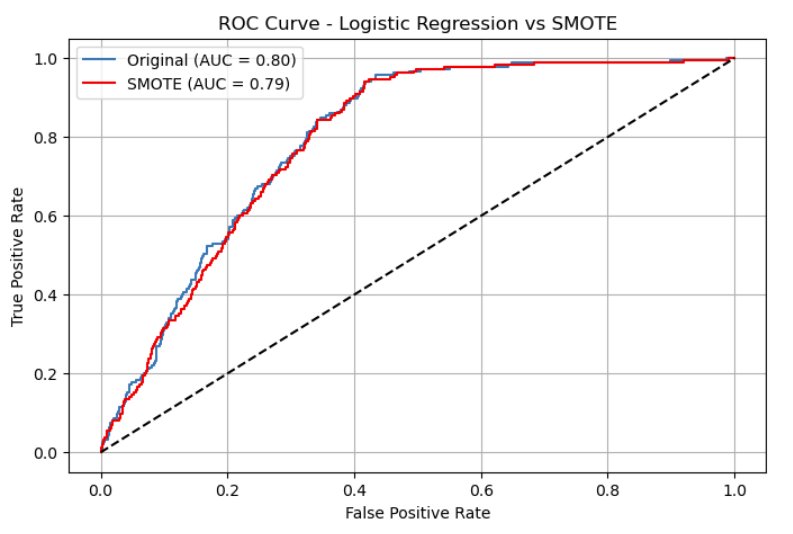 ROC Curve - Logistic Regression vs SMOTE
Original (AUC = 0.80)
SMOTE (AUC = 0.79)
True Positive Rate
1.0
0.8
0.6
0.4
0.2
0.0
0.0 0.2 0.4 0.6 0.8 1.0
False Positive Rate